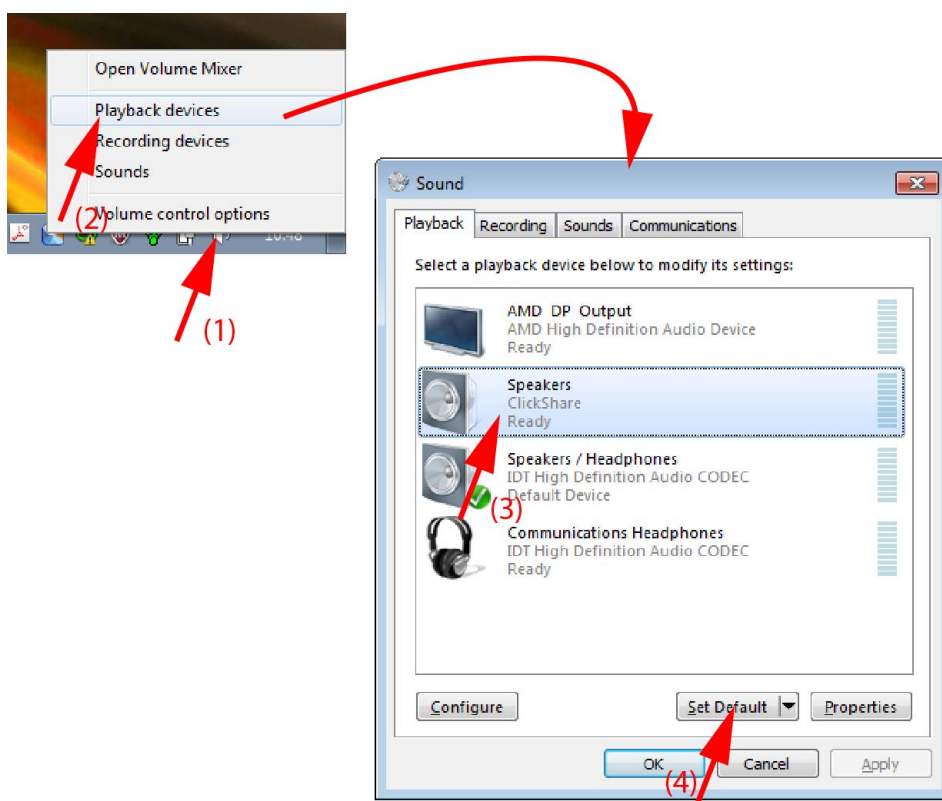 Open Volume Mixer
Playback devices
Recording devices
Sounds
Volume control options
(2)
10:48
(1)
Sound
Playback
Recording
Sounds
Communications
Select a playback device below to modify its settings:
AMD DP Output
AMD High Definition Audio Device
Ready
Speakers
ClickShare
Ready
Speakers / Headphones
IDT High Definition Audio CODEC
Default Device
(3)
Communications Headphones
IDT High Definition Audio CODEC
Ready
Configure
Set Default
Properties
OK
Cancel
Apply
(4)